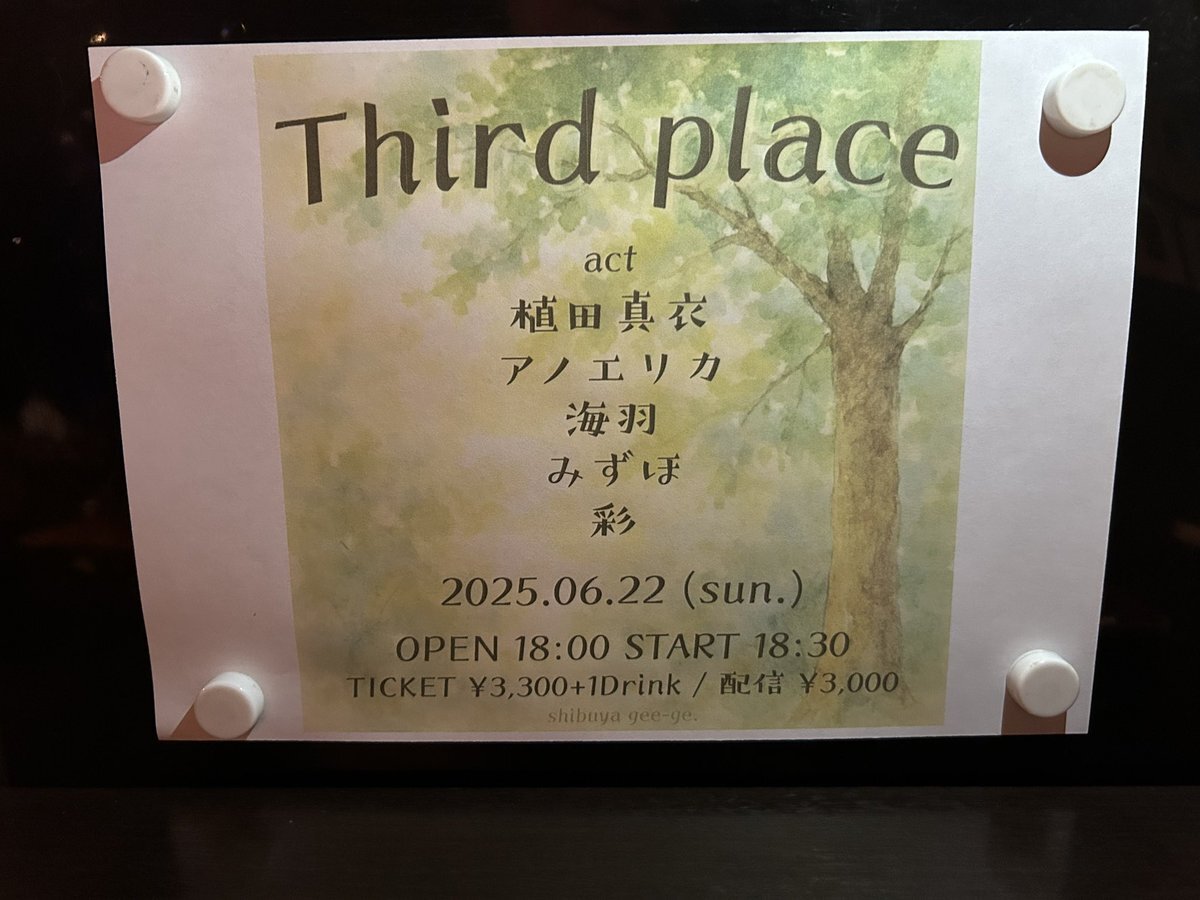 Third place
act
植田真衣
アノエリカ
海羽
みずほ
彩
2025.06.22 (sun.)
OPEN 18:00 START 18:30
TICKET ¥3,300+1Drink / 配信 ¥3,000
shibuya gee-ge.